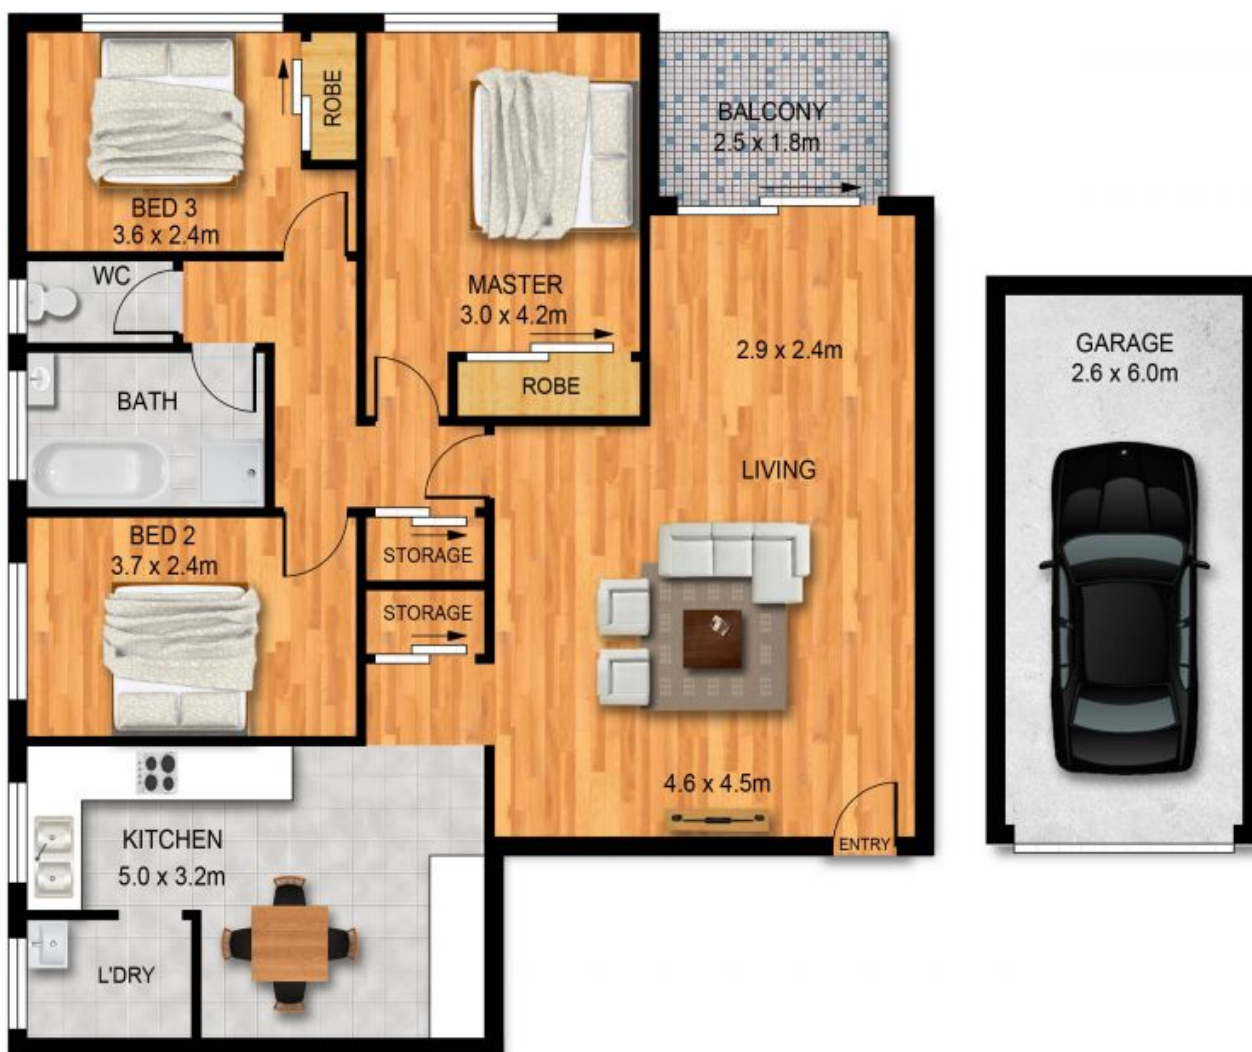 BED 3
3.6 x 2.4m
ROBE
BALCONY
2.5 x 1.8m
WC
MASTER
3.0 x 4.2m
ROBE
2.9 x 2.4m
GARAGE
2.6 x 6.0m
BATH
LIVING
BED 2
3.7 x 2.4m
STORAGE
STORAGE
4.6 x 4.5m
ENTRY
KITCHEN
5.0 x 3.2m
L'DRY